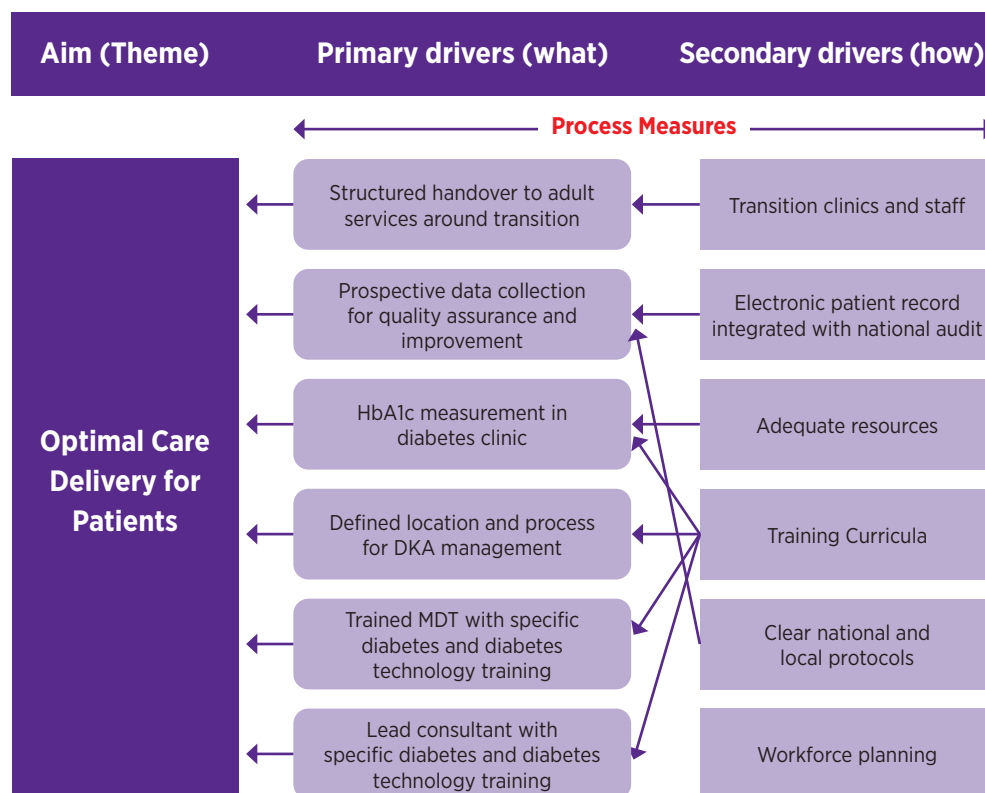 Aim (Theme)
Primary drivers (what)
Secondary drivers (how)
Process Measures
Optimal Care
Delivery for
Patients
Structured handover to adult
services around transition
Transition clinics and staff
Prospective data collection
for quality assurance and
improvement
Electronic patient record
integrated with national audit
HbA1c measurement in
diabetes clinic
Adequate resources
Defined location and process
for DKA management
Training Curricula
Trained MDT with specific
diabetes and diabetes
technology training
Clear national and
local protocols
Lead consultant with
specific diabetes and diabetes
technology training
Workforce planning